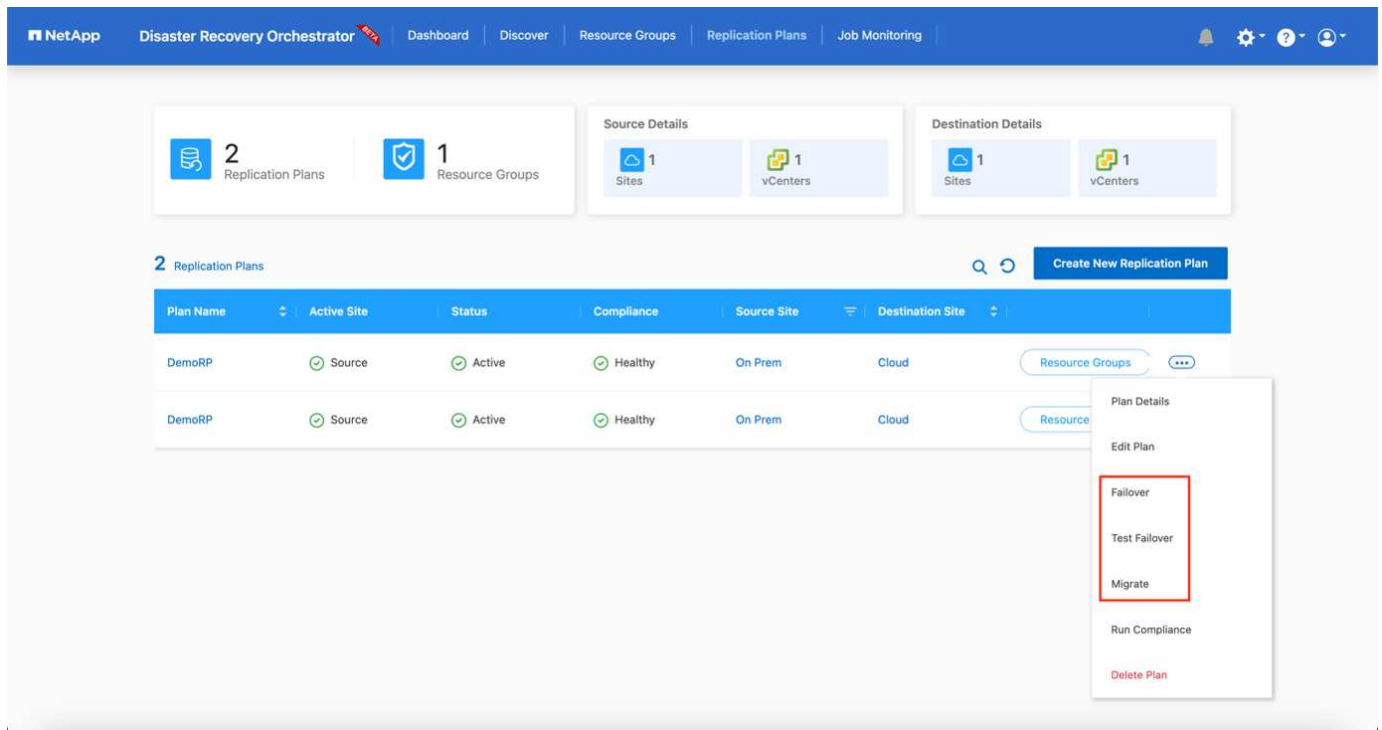 NetApp Disaster Recovery Orchestrator BETA Dashboard Discover Resource Groups Replication Plans Job Monitoring
2 Replication Plans
1 Resource Groups
Source Details
1 Sites
1 vCenters
Destination Details
1 Sites
1 vCenters
2 Replication Plans
Create New Replication Plan
Plan Name Active Site Status Compliance Source Site Destination Site
DemoRP Source Active Healthy On Prem Cloud Resource Groups
DemoRP Source Active Healthy On Prem Cloud Resource
Plan Details
Edit Plan
Failover
Test Failover
Migrate
Run Compliance
Delete Plan